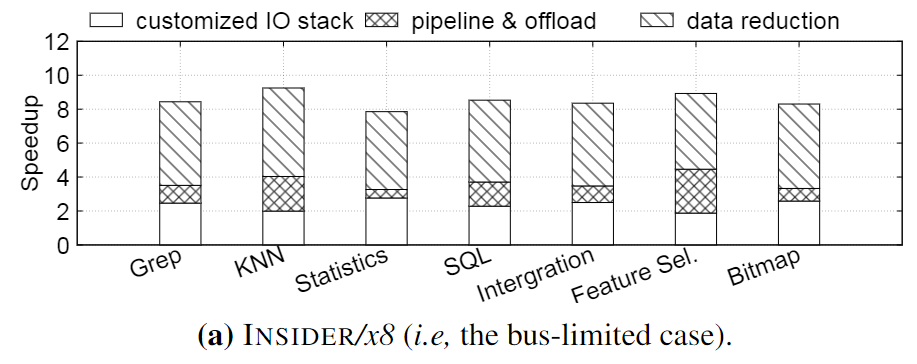 customized IO stack pipeline & offload data reduction
12
10
8
6
4
2
0
Speedup
Grep KNN Statistics SQL Intergration Feature Sel. Bitmap
(a) INSIDER/x8 (i.e, the bus-limited case).